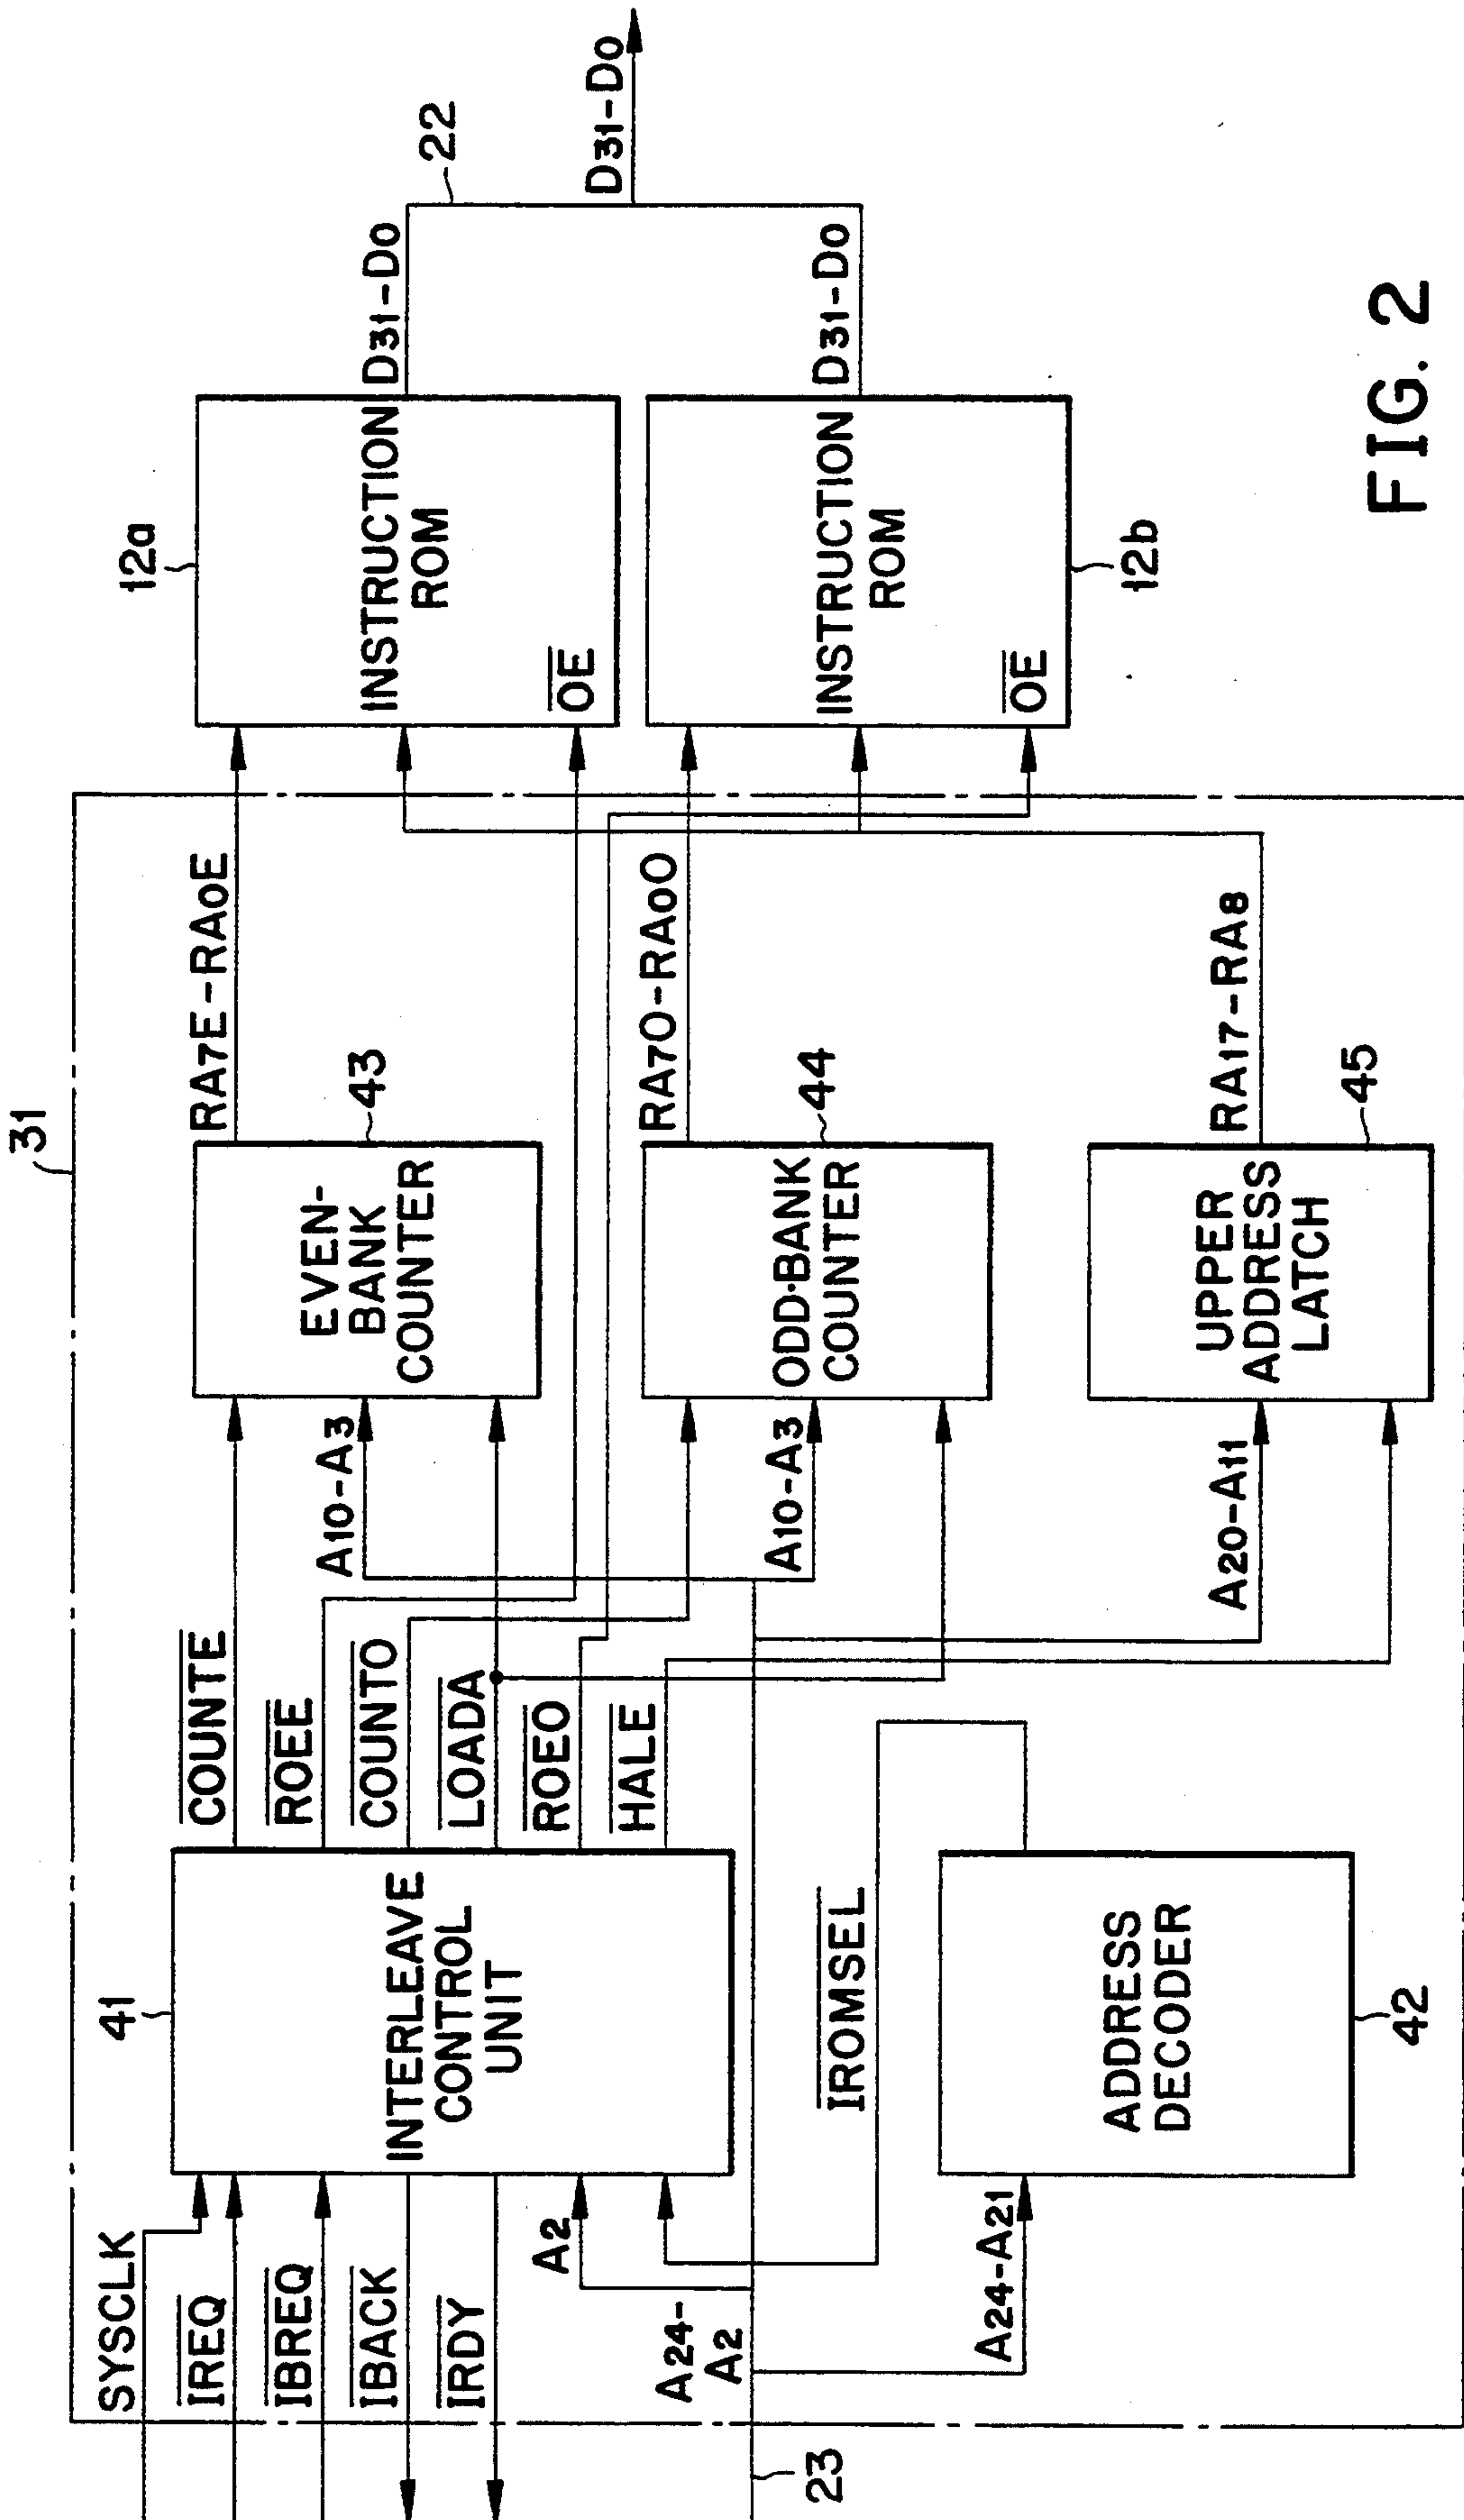 31
SYSCLK
IREQ
IBREQ
IBACK
IRDY
A2
A24-
A2
23
A24-A21
41
INTERLEAVE
CONTROL
UNIT
IROMSEL
ADDRESS
DECODER
42
COUNTE
ROEE
COUNTO
LOADA
ROEO
HALE
A10-A3
A10-A3
A20-A11
EVEN-
BANK
COUNTER
43
ODD·BANK
COUNTER
44
UPPER
ADDRESS
LATCH
45
RA7E-RA0E
RA7O-RA0O
RA17-RA8
12a
INSTRUCTION
ROM
OE
INSTRUCTION
ROM
OE
12b
D31-D0
D31-D0
22
D31-D0
FIG. 2